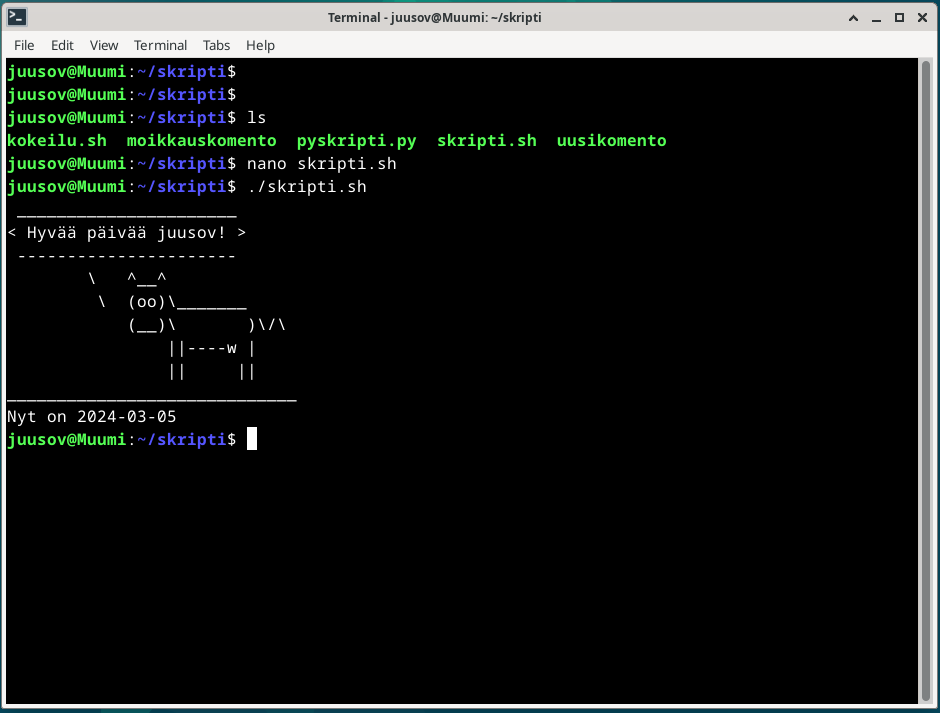 Terminal - juusov@Muumi: ~/skripti
File Edit View Terminal Tabs Help
juusov@Muumi:~/skripti$
juusov@Muumi:~/skripti$
juusov@Muumi:~/skripti$ ls
kokeilu.sh  moikkauskomento  pyskripti.py  skripti.sh  uusikomento
juusov@Muumi:~/skripti$ nano skripti.sh
juusov@Muumi:~/skripti$ ./skripti.sh
 ______________________
< Hyvää päivää juusov! >
 ----------------------
        \   ^__^
         \  (oo)\_______
            (__)\       )\/\
                ||----w |
                ||     ||
_____________________________
Nyt on 2024-03-05
juusov@Muumi:~/skripti$